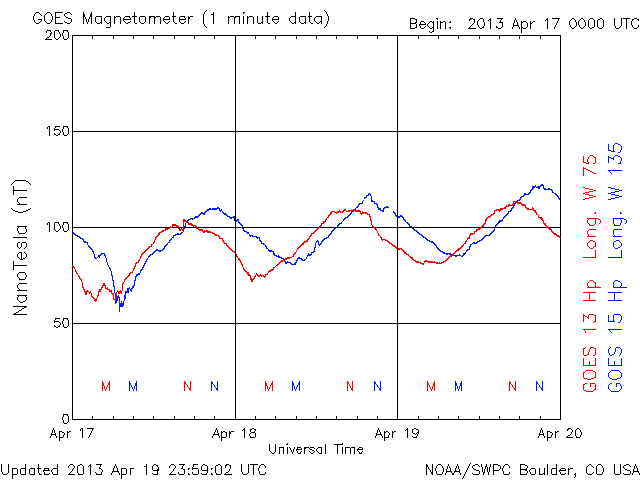 GOES Magnetometer (1 minute data)
Begin: 2013 Apr 17 0000 UTC
200
150
100
50
0
NanoTesla (nT)
M M N N M M N N M M N N
Apr 17 Apr 18 Apr 19 Apr 20
Universal Time
GOES 13 Hp Long. W 75
GOES 15 Hp Long. W 135
Updated 2013 Apr 19 23:59:02 UTC
NOAA/SWPC Boulder, CO USA